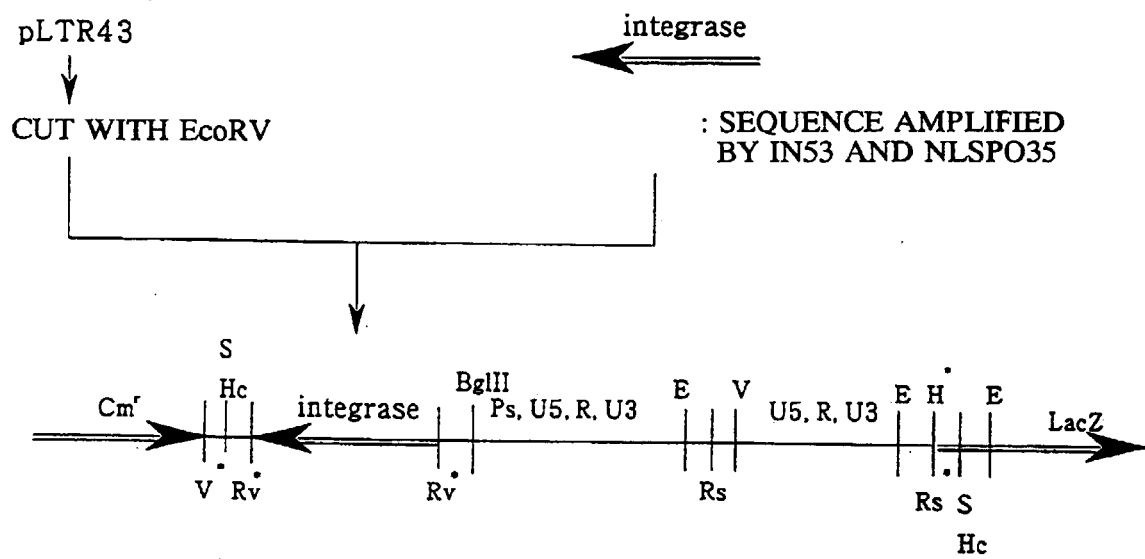 pLTR43
integrase
CUT WITH EcoRV
: SEQUENCE AMPLIFIED
BY IN53 AND NLSPO35
S
Hc
BglII
E
V
E
H*
E
Cmr
integrase
Ps, U5, R, U3
U5, R, U3
LacZ
V*
Rv*
Rv*
Rs
Rs*
S
Hc